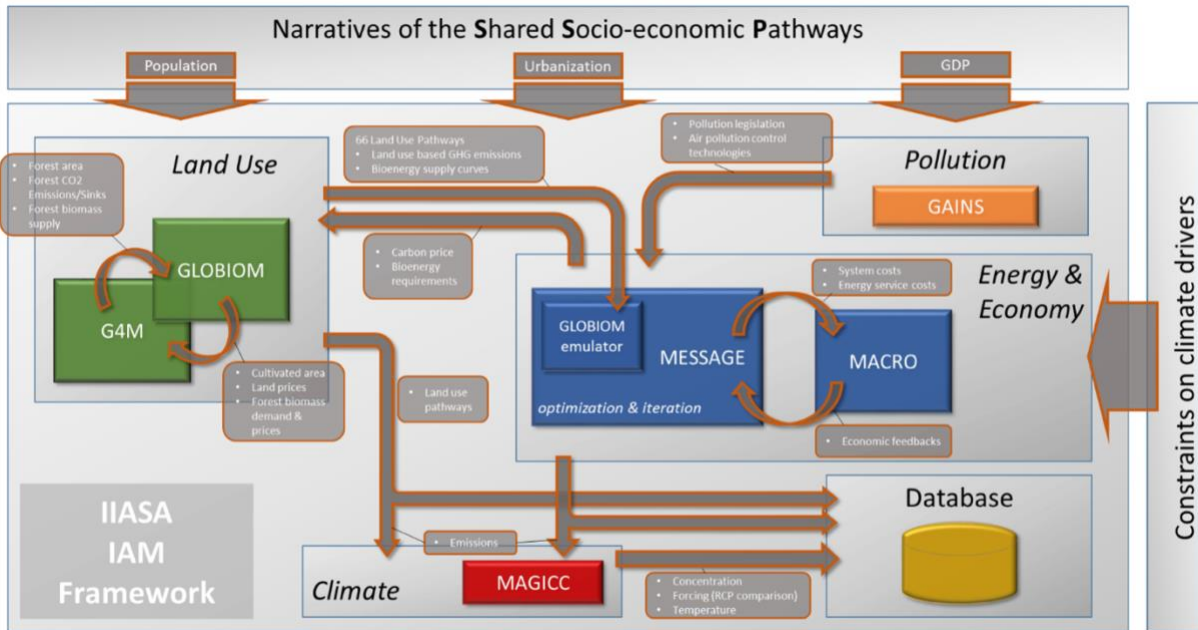 Narratives of the Shared Socio-economic Pathways
Population
Urbanization
GDP
Land Use
• Forest area
• Forest CO2
Emissions/Sinks
• Forest biomass
supply
GLOBIOM
G4M
• Cultivated area
• Land prices
• Forest biomass
demand &
prices
66 Land Use Pathways
• Land use based GHG emissions
• Bioenergy supply curves
• Carbon price
• Bioenergy
requirements
• Pollution legislation
• Air pollution control
technologies
Pollution
GAINS
Energy &
Economy
• System costs
• Energy service costs
GLOBIOM
emulator
MESSAGE
optimization & iteration
MACRO
• Economic feedbacks
• Land use
pathways
IIASA
IAM
Framework
• Emissions
Climate
MAGICC
• Concentration
• Forcing (RCP comparison)
• Temperature
Database
Constraints on climate drivers